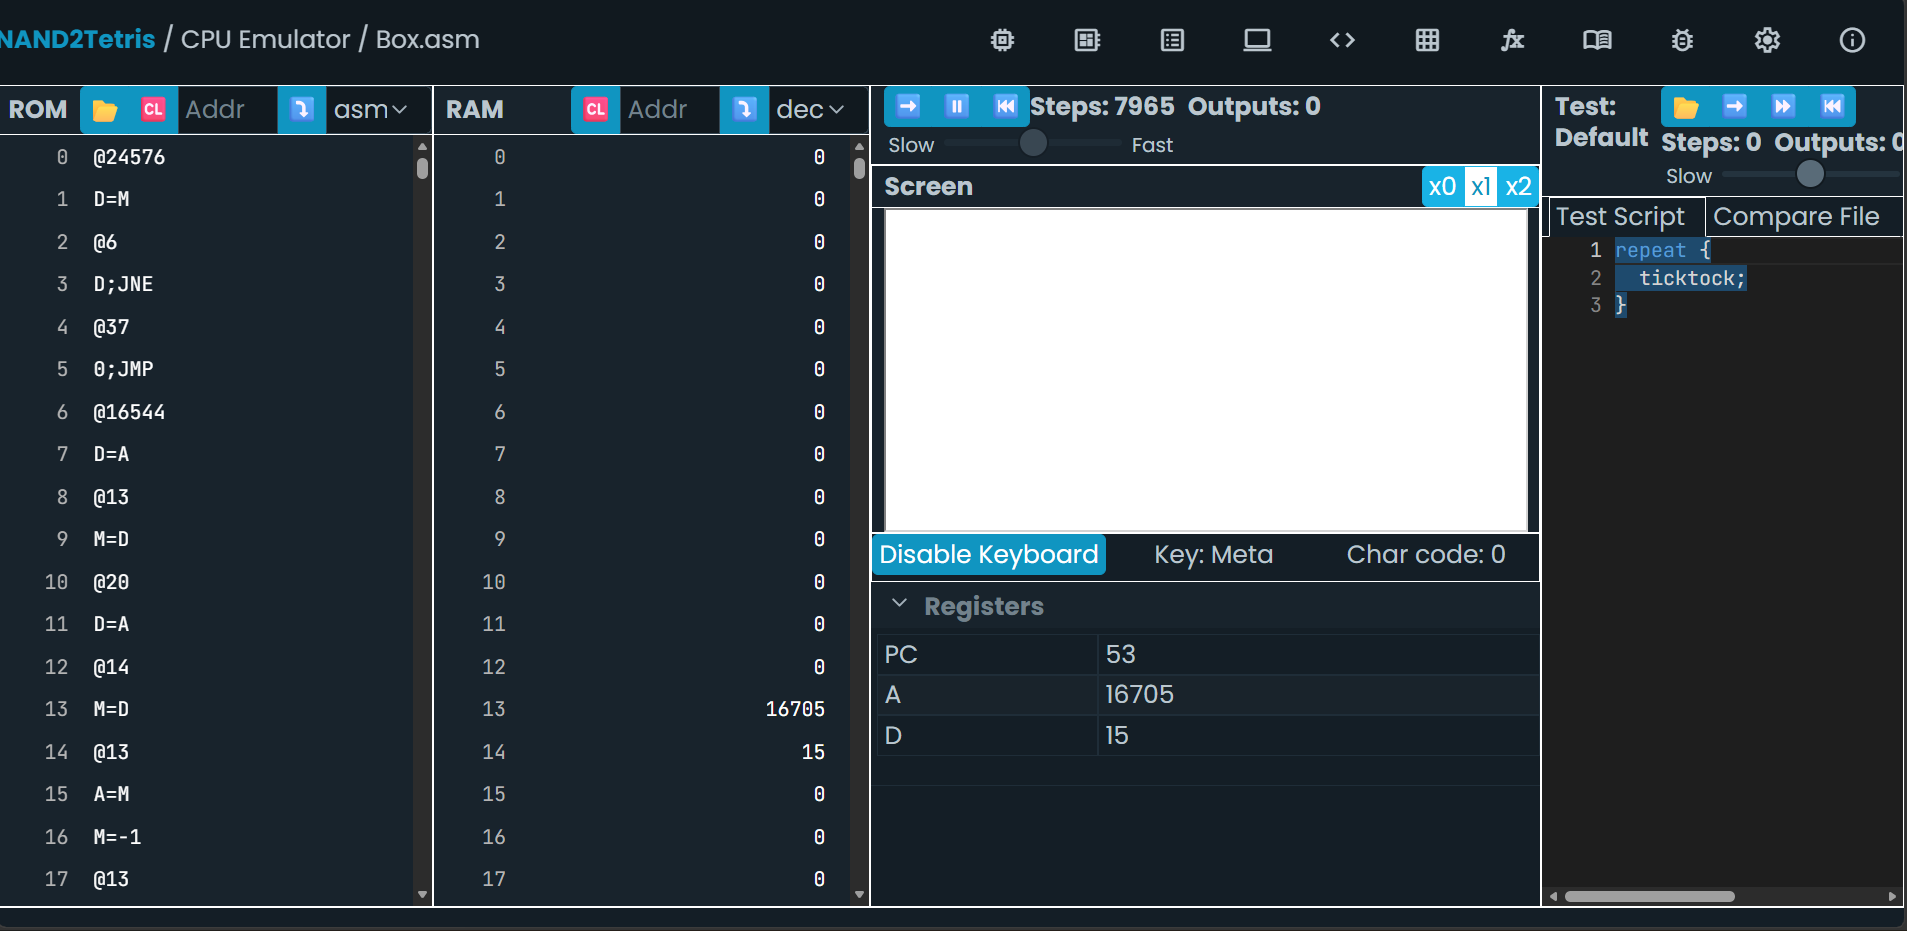 NAND2Tetris / CPU Emulator / Box.asm
ROM CL Addr asm
0 @24576
1 D=M
2 @6
3 D;JNE
4 @37
5 0;JMP
6 @16544
7 D=A
8 @13
9 M=D
10 @20
11 D=A
12 @14
13 M=D
14 @13
15 A=M
16 M=-1
17 @13
RAM CL Addr dec
0 0
1 0
2 0
3 0
4 0
5 0
6 0
7 0
8 0
9 0
10 0
11 0
12 0
13 16705
14 15
15 0
16 0
17 0
Steps: 7965 Outputs: 0
Slow Fast
Screen x0 x1 x2
Disable Keyboard Key: Meta Char code: 0
Registers
PC 53
A 16705
D 15
Test:
Default
Steps: 0 Outputs: 0
Slow
Test Script Compare File
1 repeat {
2 ticktock;
3 }